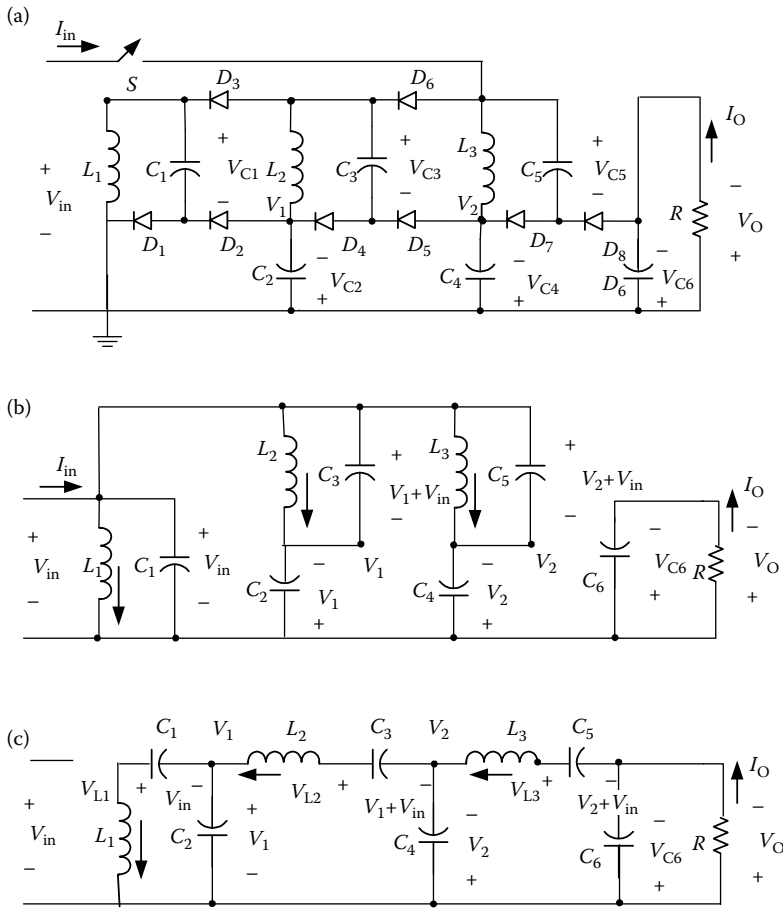 (a)
I_in
S D_3 D_6
+ V_in − L_1 C_1 + V_C1 − L_2 C_3 + V_C3 − L_3 C_5 + V_C5 − I_O
V_1 V_2 R − V_O +
D_1 D_2 D_4 D_5 D_7 D_8
C_2 − V_C2 + C_4 − V_C4 + D_6 − V_C6 +
(b)
I_in L_2 C_3 + V_1+V_in − L_3 C_5 + V_2+V_in − I_O
+ V_in − L_1 C_1 + V_in − V_1 V_2
C_2 − V_1 + C_4 − V_2 + C_6 − V_C6 + R − V_O +
(c)
C_1 V_1 L_2 C_3 V_2 L_3 C_5 I_O
V_L1 + V_in − V_L2 + V_1+V_in − V_L3 + V_2+V_in −
+ V_in − L_1 C_2 + V_1 − C_4 − V_2 + C_6 − V_C6 + R − V_O +